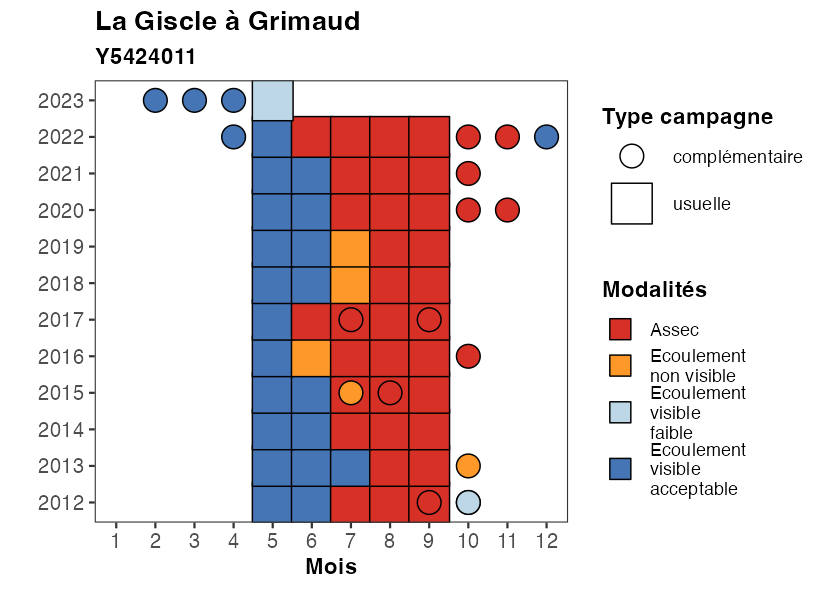 La Giscle à Grimaud
Y5424011
2023
2022
2021
2020
2019
2018
2017
2016
2015
2014
2013
2012
1 2 3 4 5 6 7 8 9 10 11 12
Mois
Type campagne
complémentaire
usuelle
Modalités
Assec
Ecoulement
non visible
Ecoulement
visible
faible
Ecoulement
visible
acceptable